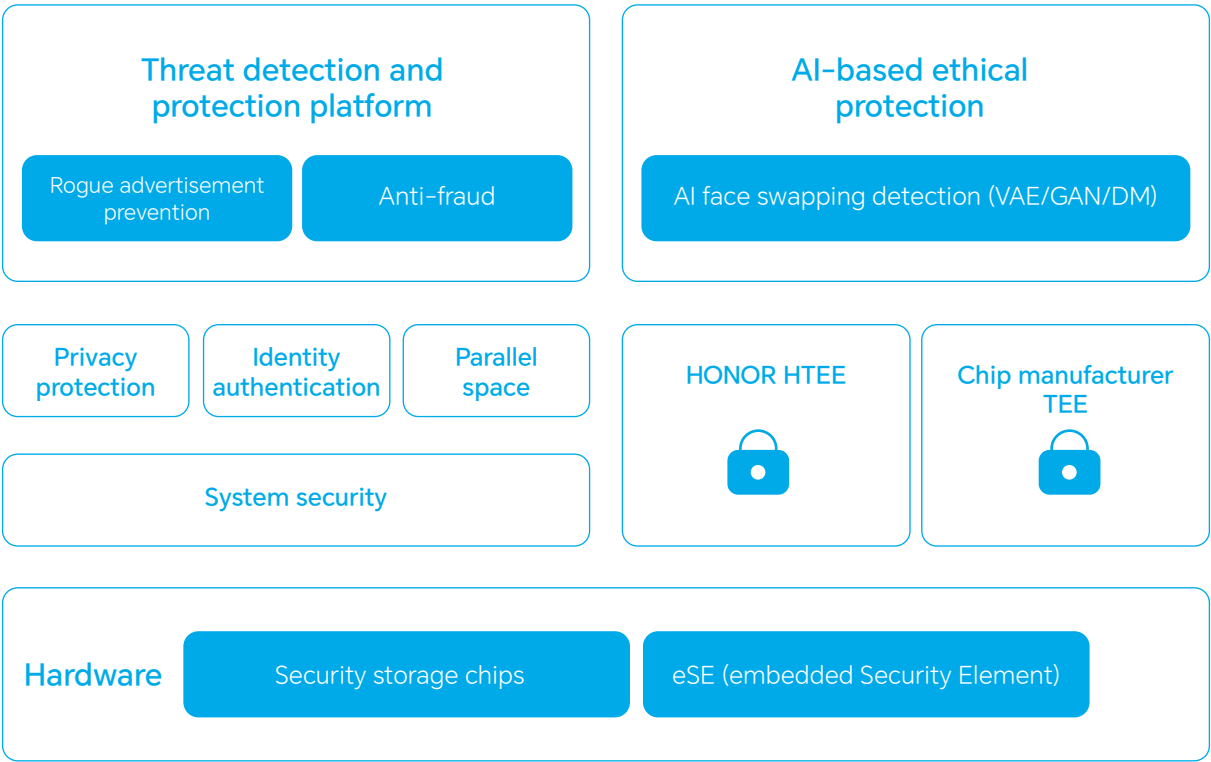 Threat detection and
protection platform
Rogue advertisement
prevention
Anti-fraud
AI-based ethical
protection
AI face swapping detection (VAE/GAN/DM)
Privacy
protection
Identity
authentication
Parallel
space
System security
HONOR HTEE
Chip manufacturer
TEE
Hardware
Security storage chips
eSE (embedded Security Element)